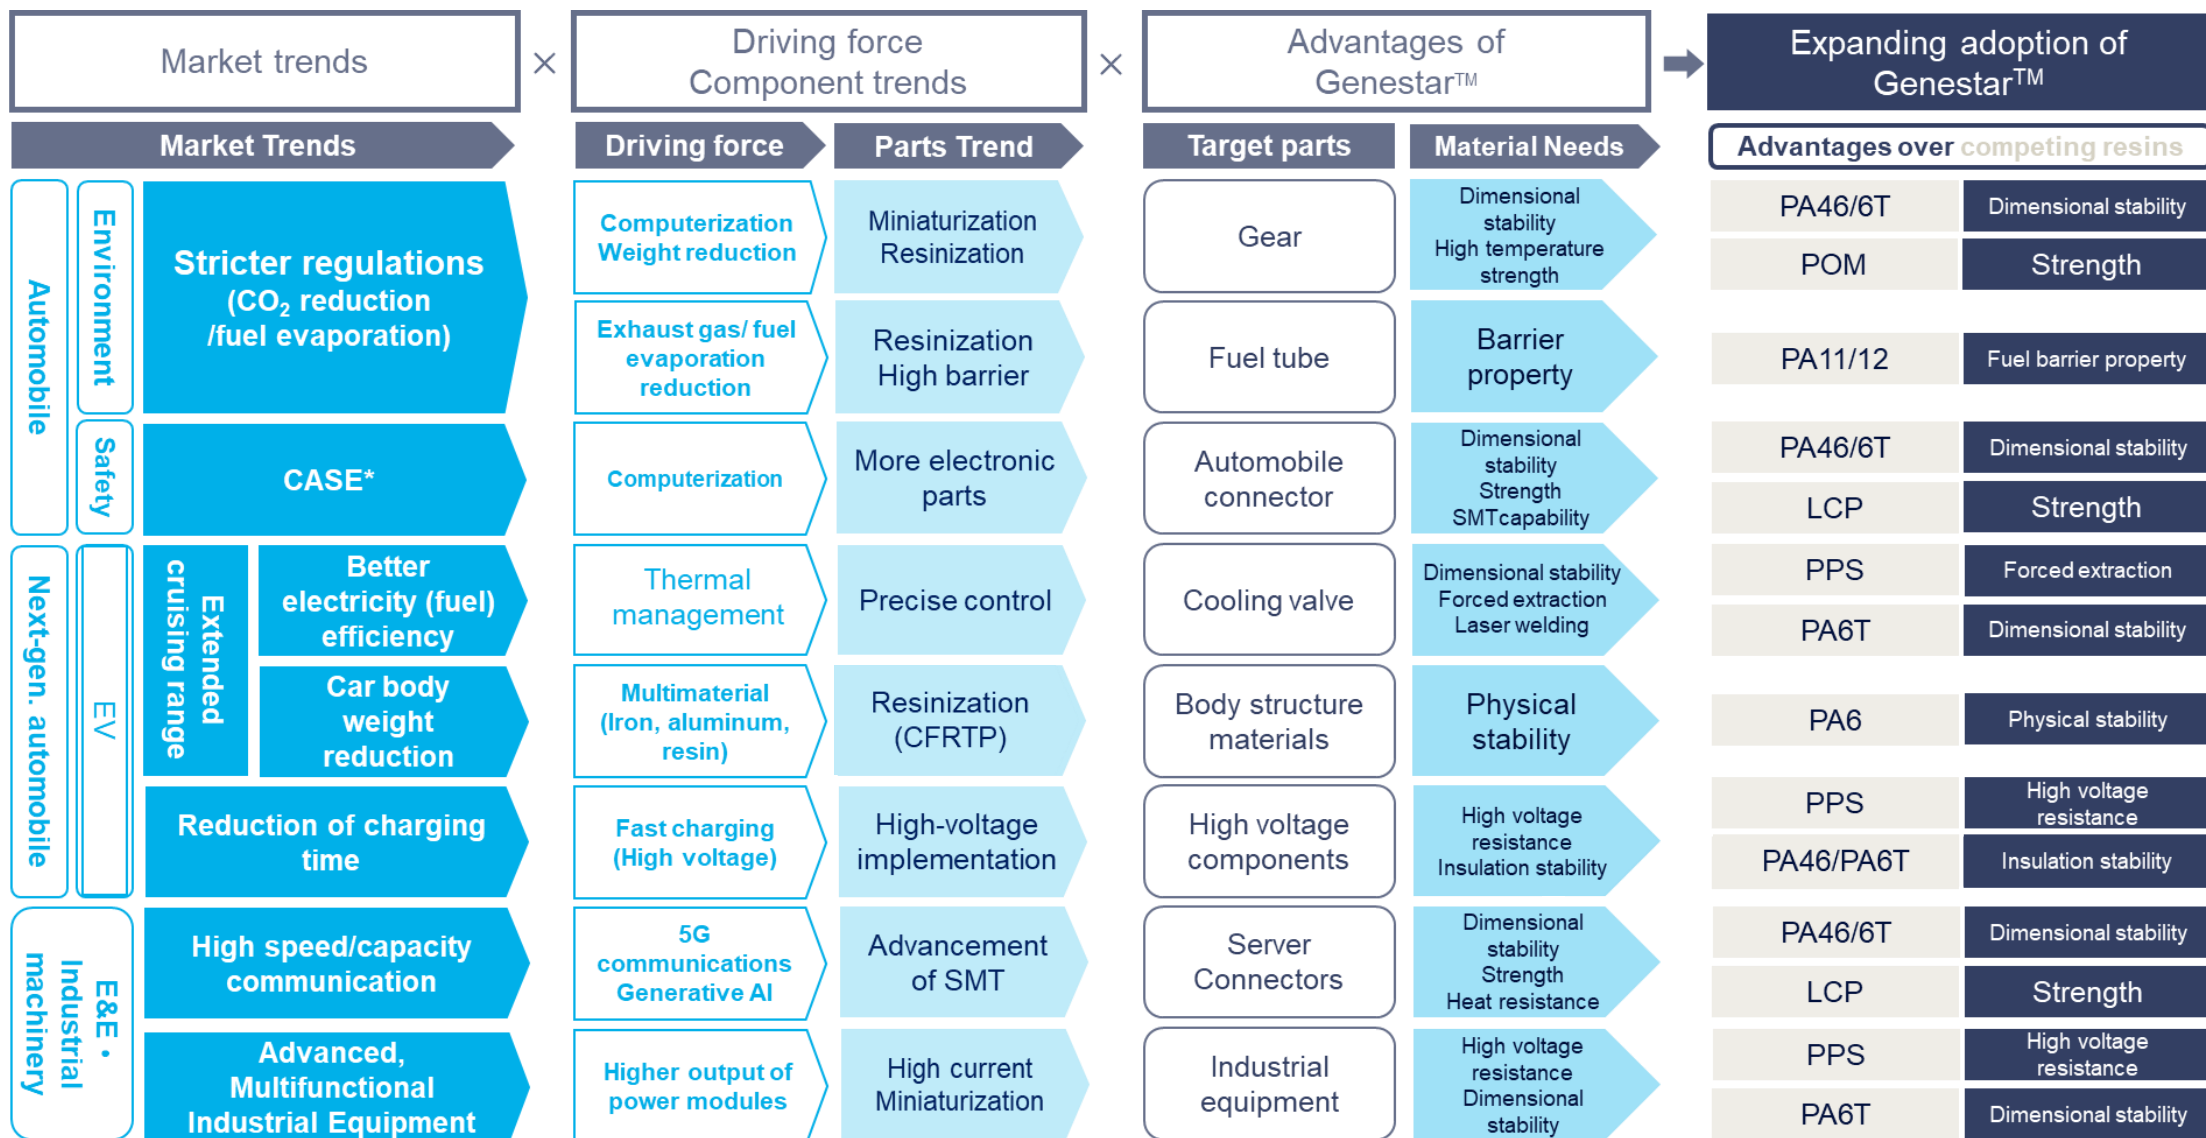 Market trends
×
Driving force
Component trends
×
Advantages of
Genestar™
Expanding adoption of
Genestar™
Market Trends
Driving force
Parts Trend
Target parts
Material Needs
Advantages over competing resins
Automobile
Environment
Stricter regulations
(CO₂ reduction
/fuel evaporation)
Computerization
Weight reduction
Miniaturization
Resinization
Gear
Dimensional
stability
High temperature
strength
PA46/6T
Dimensional stability
POM
Strength
Exhaust gas/ fuel
evaporation
reduction
Resinization
High barrier
Fuel tube
Barrier
property
PA11/12
Fuel barrier property
Safety
CASE*
Computerization
More electronic
parts
Automobile
connector
Dimensional
stability
Strength
SMTcapability
PA46/6T
Dimensional stability
LCP
Strength
Next-gen. automobile
EV
Extended
cruising range
Better
electricity (fuel)
efficiency
Thermal
management
Precise control
Cooling valve
Dimensional stability
Forced extraction
Laser welding
PPS
Forced extraction
PA6T
Dimensional stability
Car body
weight
reduction
Multimaterial
(Iron, aluminum,
resin)
Resinization
(CFRTP)
Body structure
materials
Physical
stability
PA6
Physical stability
Reduction of charging
time
Fast charging
(High voltage)
High-voltage
implementation
High voltage
components
High voltage
resistance
Insulation stability
PPS
High voltage
resistance
PA46/PA6T
Insulation stability
E&E •
Industrial
machinery
High speed/capacity
communication
5G
communications
Generative AI
Advancement
of SMT
Server
Connectors
Dimensional
stability
Strength
Heat resistance
PA46/6T
Dimensional stability
LCP
Strength
Advanced,
Multifunctional
Industrial Equipment
Higher output of
power modules
High current
Miniaturization
Industrial
equipment
High voltage
resistance
Dimensional
stability
PPS
High voltage
resistance
PA6T
Dimensional stability